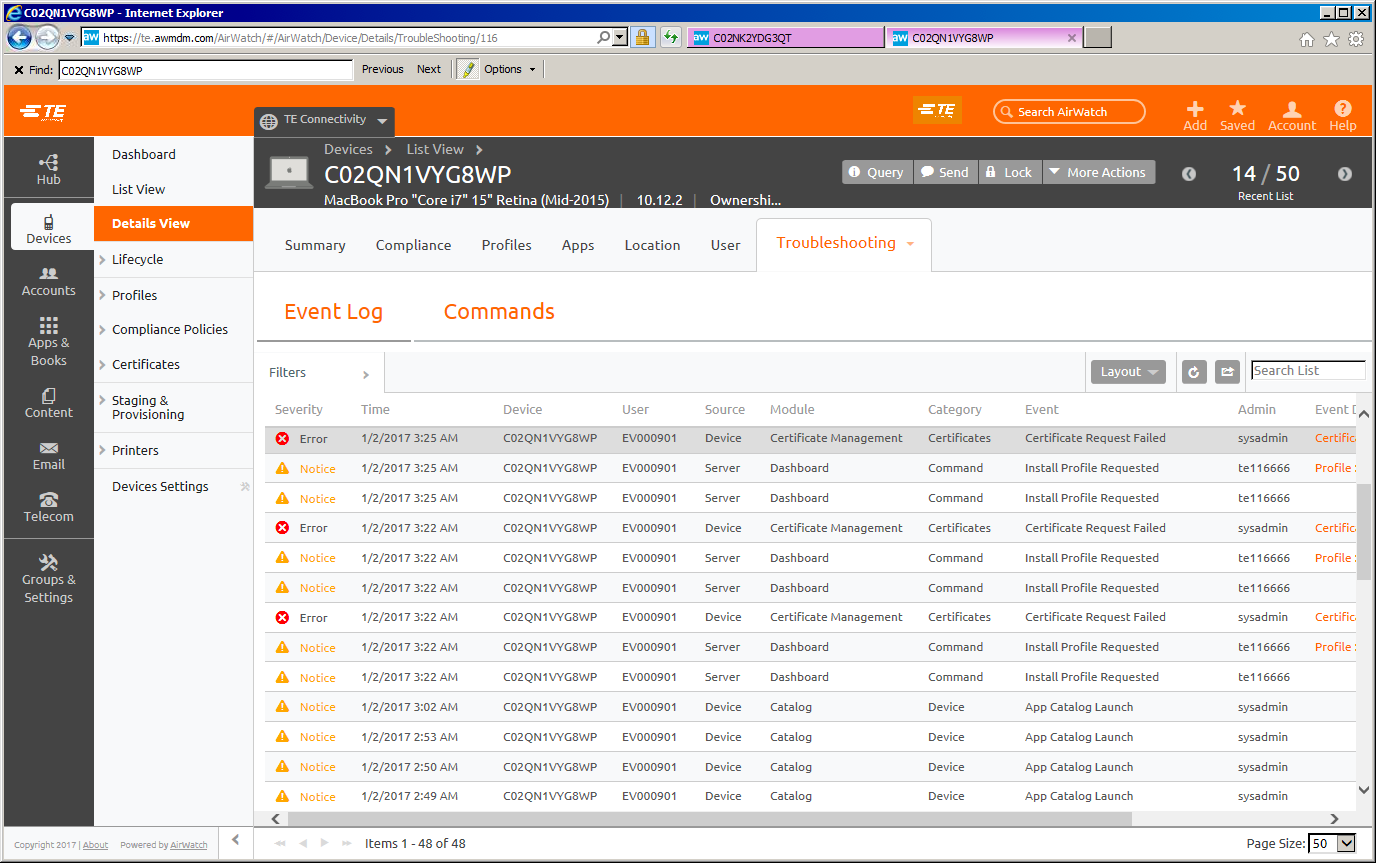 C02QN1VYG8WP - Internet Explorer
aw https://te.awmdm.com/AirWatch/#/AirWatch/Device/Details/TroubleShooting/116 aw C02NK2YDG3QT aw C02QN1VYG8WP
Find: C02QN1VYG8WP Previous Next Options
TE TE Connectivity TE Search AirWatch Add Saved Account Help
Hub
Devices
Accounts
Apps &
Books
Content
Email
Telecom
Groups &
Settings
Dashboard
List View
Details View
Lifecycle
Profiles
Compliance Policies
Certificates
Staging &
Provisioning
Printers
Devices Settings
Devices > List View >
C02QN1VYG8WP
MacBook Pro "Core i7" 15" Retina (Mid-2015) | 10.12.2 | Ownershi...
Query Send Lock More Actions
14 / 50
Recent List
Summary Compliance Profiles Apps Location User Troubleshooting
Event Log Commands
Filters Layout Search List
Severity Time Device User Source Module Category Event Admin Event D
Error 1/2/2017 3:25 AM C02QN1VYG8WP EV000901 Device Certificate Management Certificates Certificate Request Failed sysadmin Certific
Notice 1/2/2017 3:25 AM C02QN1VYG8WP EV000901 Server Dashboard Command Install Profile Requested te116666 Profile :
Notice 1/2/2017 3:25 AM C02QN1VYG8WP EV000901 Server Dashboard Command Install Profile Requested te116666
Error 1/2/2017 3:22 AM C02QN1VYG8WP EV000901 Device Certificate Management Certificates Certificate Request Failed sysadmin Certific
Notice 1/2/2017 3:22 AM C02QN1VYG8WP EV000901 Server Dashboard Command Install Profile Requested te116666 Profile :
Notice 1/2/2017 3:22 AM C02QN1VYG8WP EV000901 Server Dashboard Command Install Profile Requested te116666
Error 1/2/2017 3:22 AM C02QN1VYG8WP EV000901 Device Certificate Management Certificates Certificate Request Failed sysadmin Certific
Notice 1/2/2017 3:22 AM C02QN1VYG8WP EV000901 Server Dashboard Command Install Profile Requested te116666 Profile :
Notice 1/2/2017 3:22 AM C02QN1VYG8WP EV000901 Server Dashboard Command Install Profile Requested te116666
Notice 1/2/2017 3:02 AM C02QN1VYG8WP EV000901 Device Catalog Device App Catalog Launch sysadmin
Notice 1/2/2017 2:53 AM C02QN1VYG8WP EV000901 Device Catalog Device App Catalog Launch sysadmin
Notice 1/2/2017 2:50 AM C02QN1VYG8WP EV000901 Device Catalog Device App Catalog Launch sysadmin
Notice 1/2/2017 2:49 AM C02QN1VYG8WP EV000901 Device Catalog Device App Catalog Launch sysadmin
Copyright 2017 | About Powered by AirWatch
Items 1 - 48 of 48 Page Size: 50